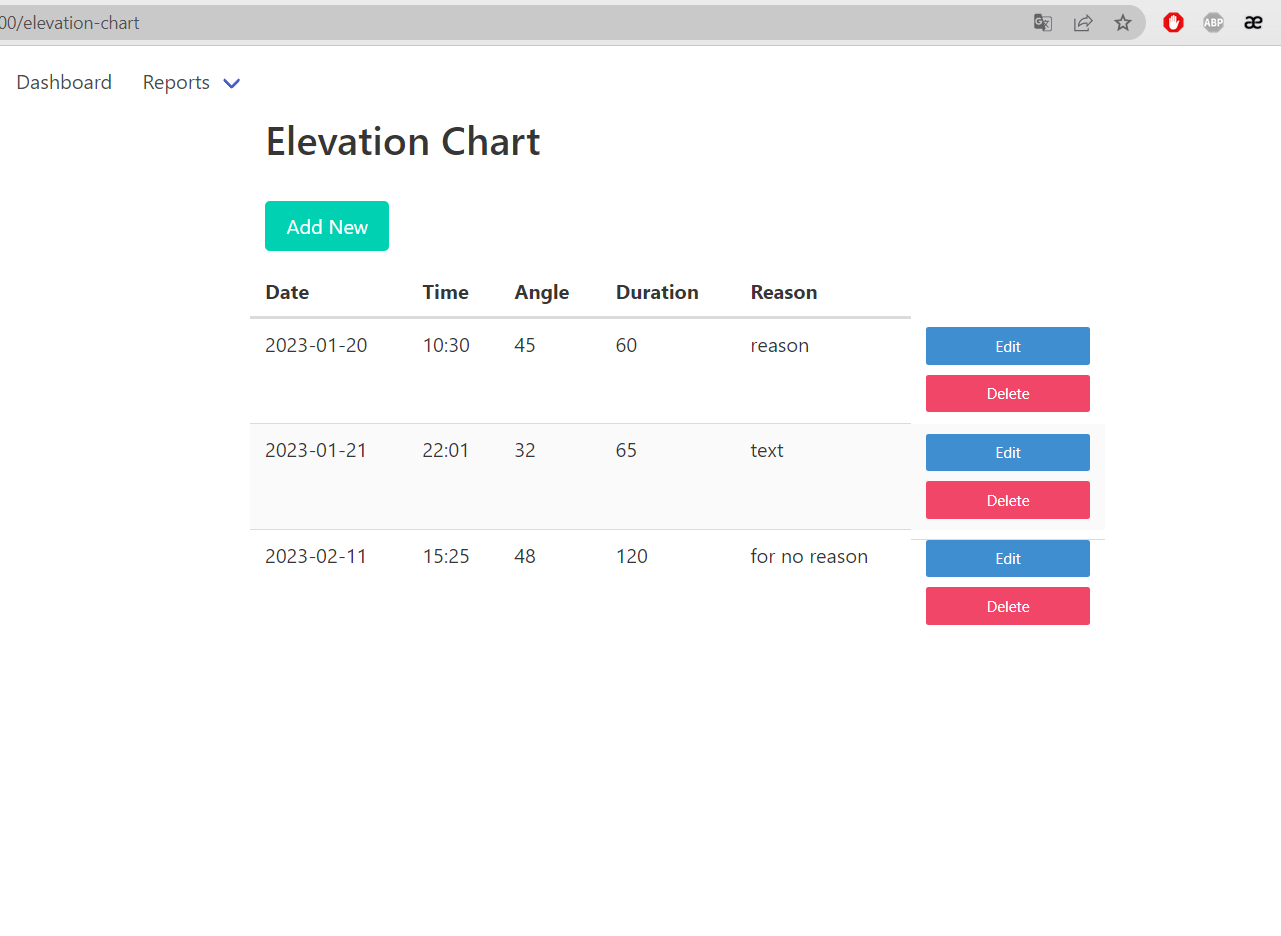 00/elevation-chart
ABP
æ
Dashboard Reports
Elevation Chart
Add New
Date Time Angle Duration Reason
2023-01-20 10:30 45 60 reason Edit
Delete
2023-01-21 22:01 32 65 text Edit
Delete
2023-02-11 15:25 48 120 for no reason Edit
Delete